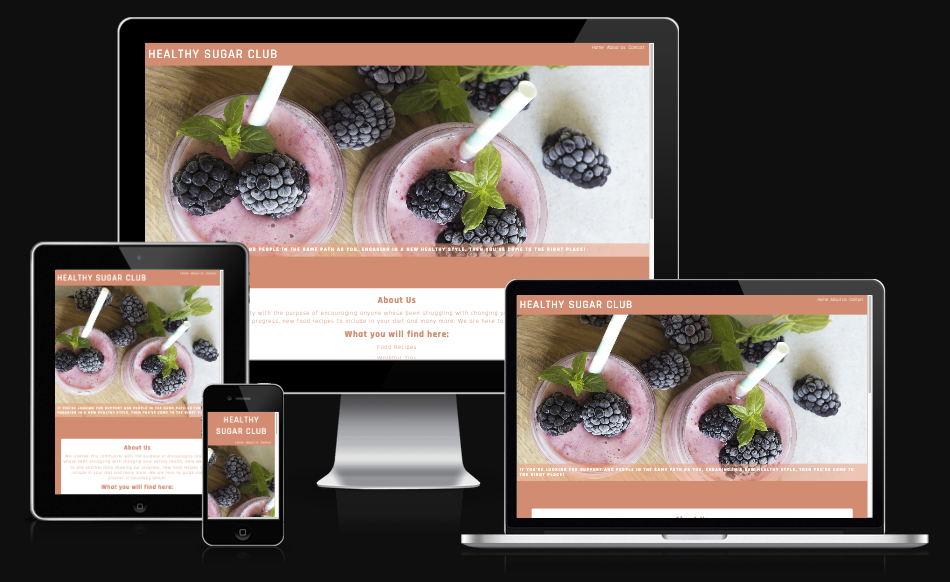 HEALTHY SUGAR CLUB
Home About Us Contact
AND PEOPLE IN THE SAME PATH AS YOU, ENGAGING IN A NEW HEALTHY STYLE, THEN YOU'VE COME TO THE RIGHT PLACE!
About Us
with the purpose of encouraging anyone whose been struggling with changing
progress, new food recipes to include in your diet and many more. We are here to
What you will find here:
Food Recipes
HEALTHY SUGAR CLUB
Home About Us Contact
IF YOU'RE LOOKING FOR SUPPORT AND PEOPLE IN THE SAME PATH AS YOU,
ENGAGING IN A NEW HEALTHY STYLE, THEN YOU'VE COME TO THE RIGHT
About Us
What you will find here:
HEALTHY
SUGAR CLUB
Home About Us Contact
HEALTHY SUGAR CLUB
Home About Us Contact
IF YOU'RE LOOKING FOR SUPPORT AND PEOPLE IN THE SAME PATH AS YOU, ENGAGING IN A NEW HEALTHY STYLE, THEN YOU'VE COME TO
THE RIGHT PLACE!